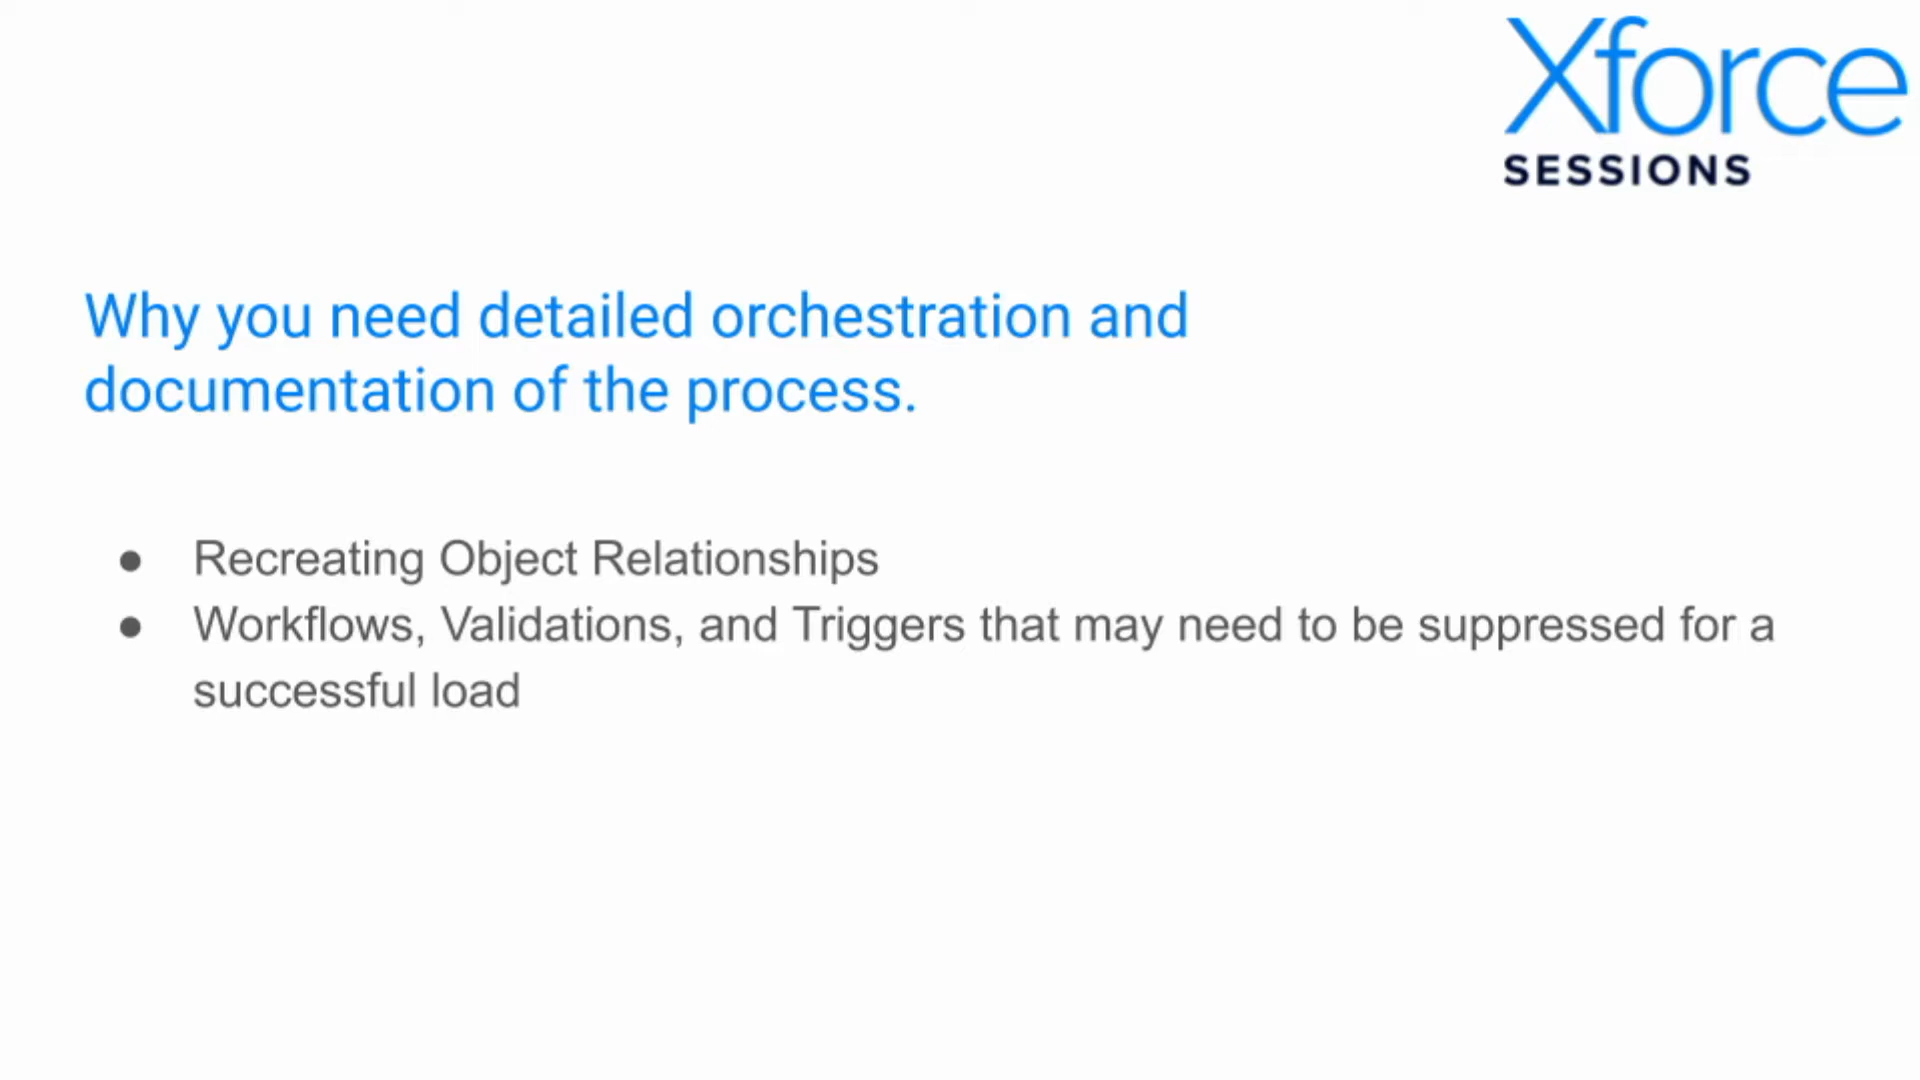 Xforce
SESSIONS
Why you need detailed orchestration and
documentation of the process.
● Recreating Object Relationships
● Workflows, Validations, and Triggers that may need to be suppressed for a
successful load